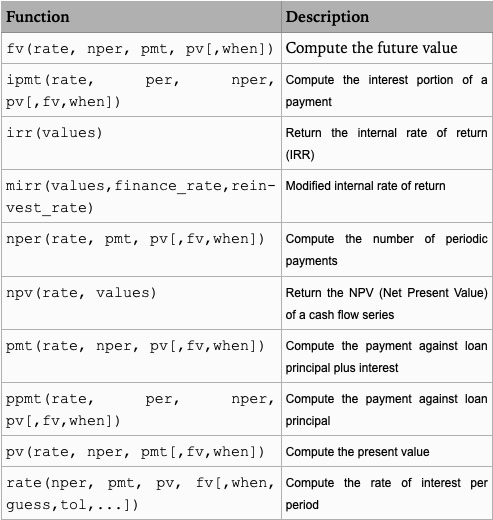 Function Description
fv(rate, nper, pmt, pv[,when]) Compute the future value
ipmt(rate, per, nper, Compute the interest portion of a
pv[,fv,when]) payment
irr(values) Return the internal rate of return
(IRR)
mirr(values,finance_rate,rein- Modified internal rate of return
vest_rate)
nper(rate, pmt, pv[,fv,when]) Compute the number of periodic
payments
npv(rate, values) Return the NPV (Net Present Value)
of a cash flow series
pmt(rate, nper, pv[,fv,when]) Compute the payment against loan
principal plus interest
ppmt(rate, per, nper, Compute the payment against loan
pv[,fv,when]) principal
pv(rate, nper, pmt[,fv,when]) Compute the present value
rate(nper, pmt, pv, fv[,when, Compute the rate of interest per
guess,tol,...]) period